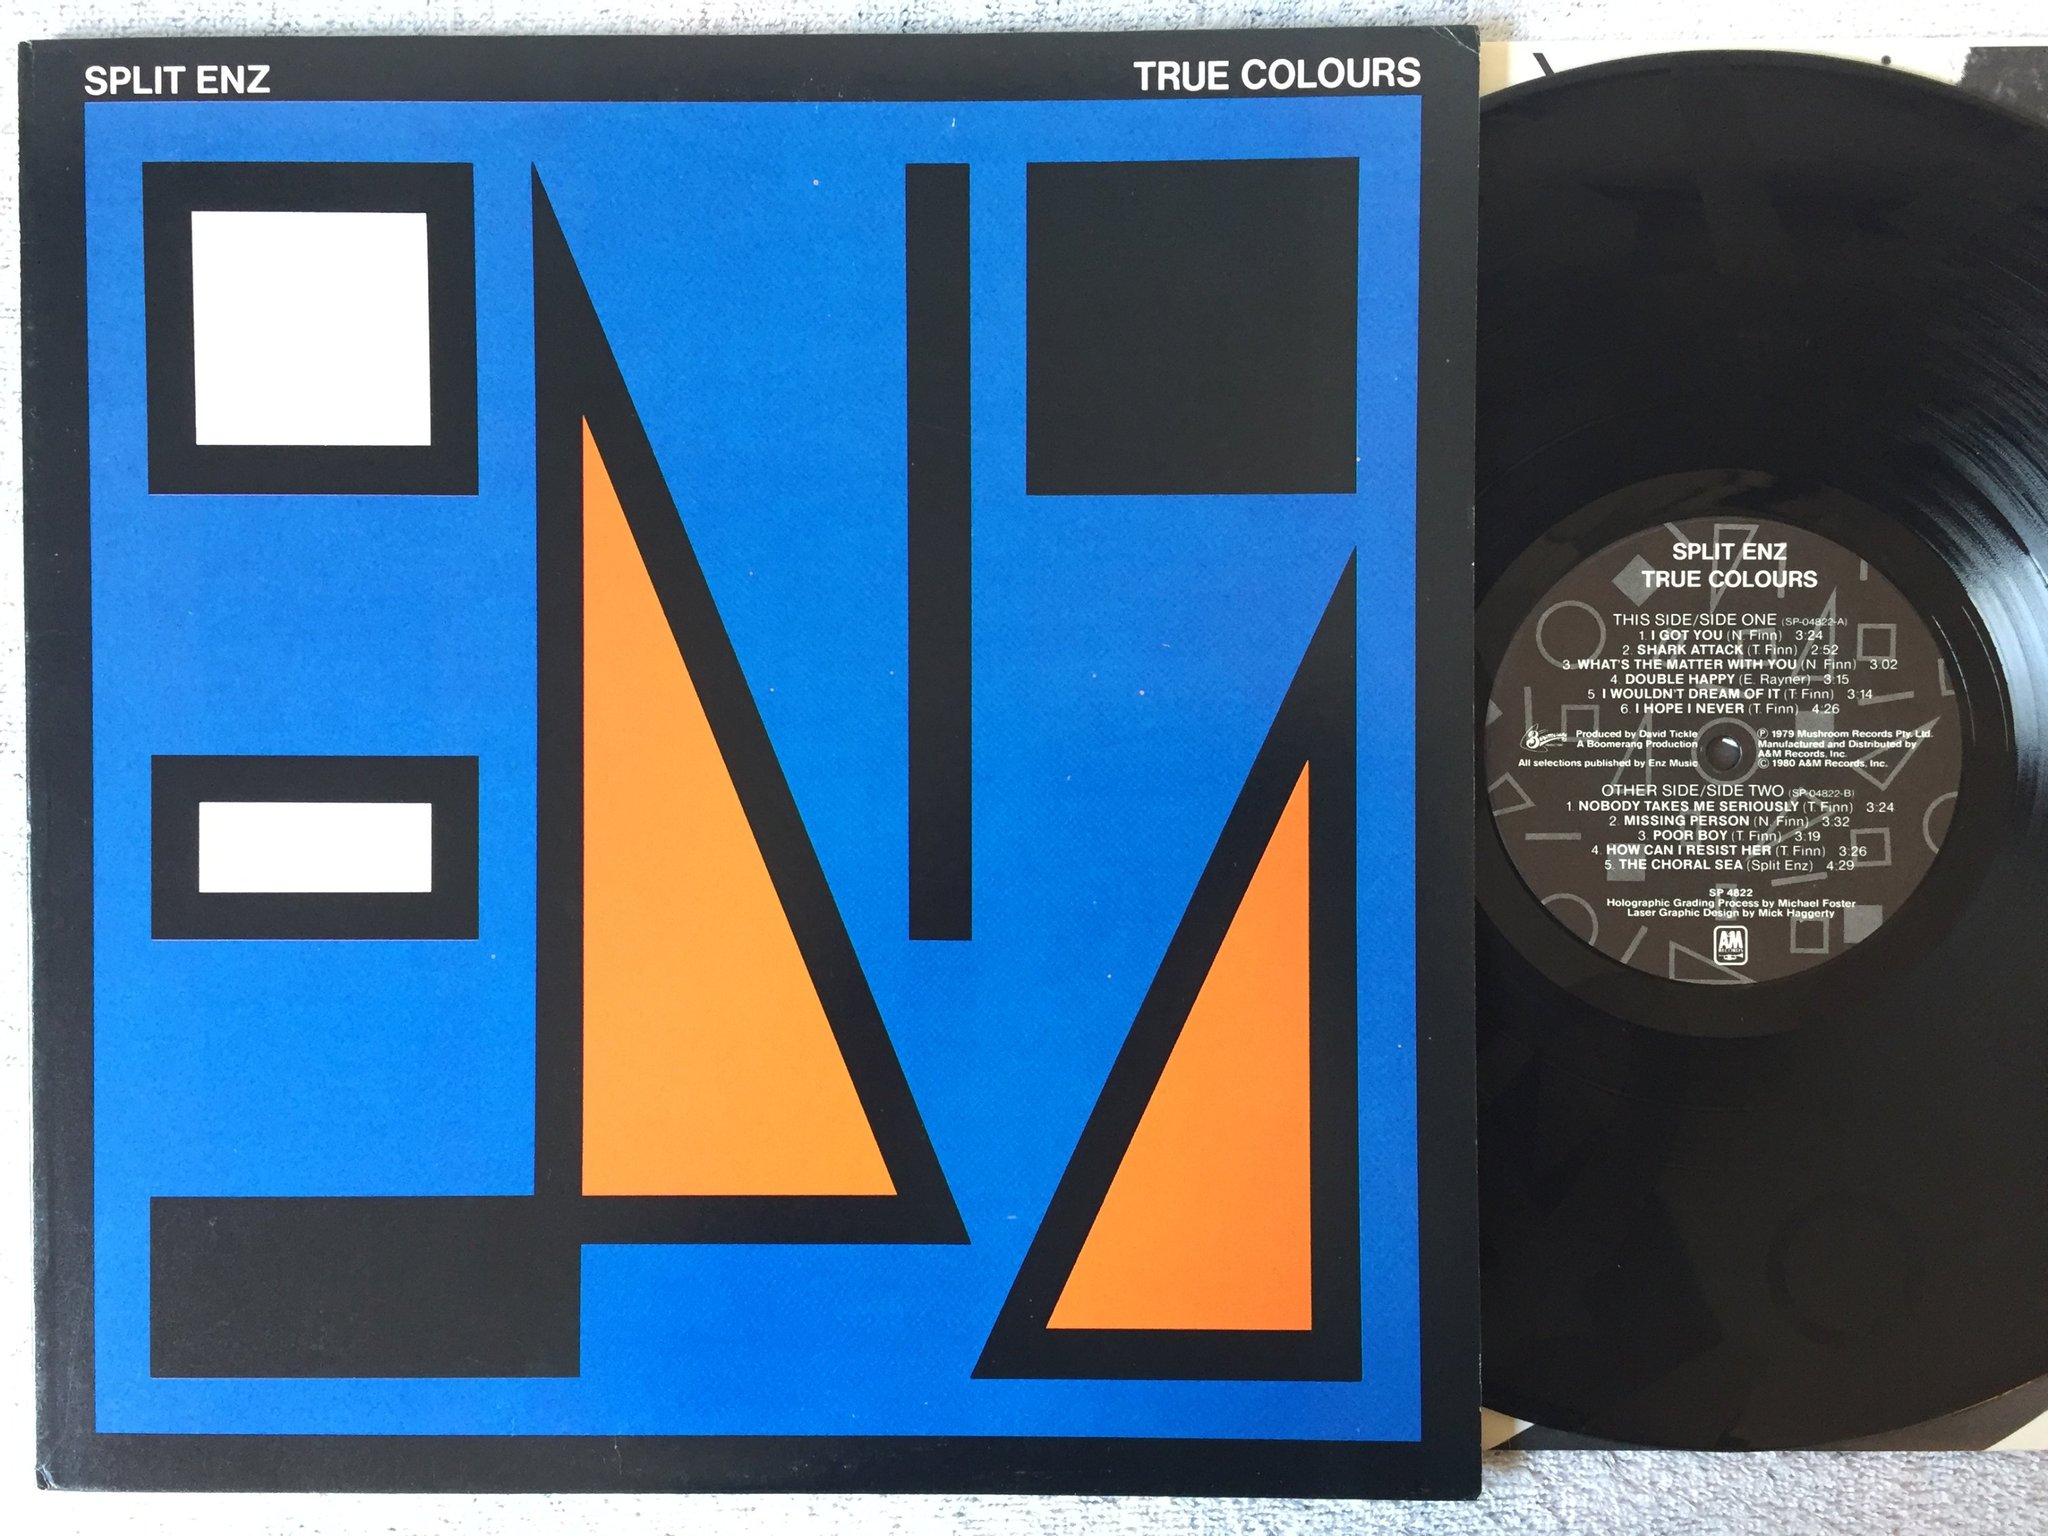 SPLIT ENZ
TRUE COLOURS
SPLIT ENZ
TRUE COLOURS
THIS SIDE/SIDE ONE (SP-04822-A)
1. I GOT YOU (N. Finn) 3:24
2. SHARK ATTACK (T. Finn) 2:52
3. WHAT'S THE MATTER WITH YOU (N. Finn) 3:02
4. DOUBLE HAPPY (E. Rayner) 3:15
5. I WOULDN'T DREAM OF IT (T. Finn) 3:14
6. I HOPE I NEVER (T. Finn) 4:26
Produced by David Tickle
A Boomerang Production
All selections published by Enz Music
Ⓟ 1979 Mushroom Records Pty. Ltd.
Manufactured and Distributed by
A&M Records, Inc.
© 1980 A&M Records, Inc.
OTHER SIDE/SIDE TWO (SP-04822-B)
1. NOBODY TAKES ME SERIOUSLY (T. Finn) 3:24
2. MISSING PERSON (N. Finn) 3:32
3. POOR BOY (T. Finn) 3:19
4. HOW CAN I RESIST HER (T. Finn) 3:26
5. THE CHORAL SEA (Split Enz) 4:29
SP 4822
Holographic Grading Process by Michael Foster
Laser Graphic Design by Mick Haggerty
A&M
RECORDS